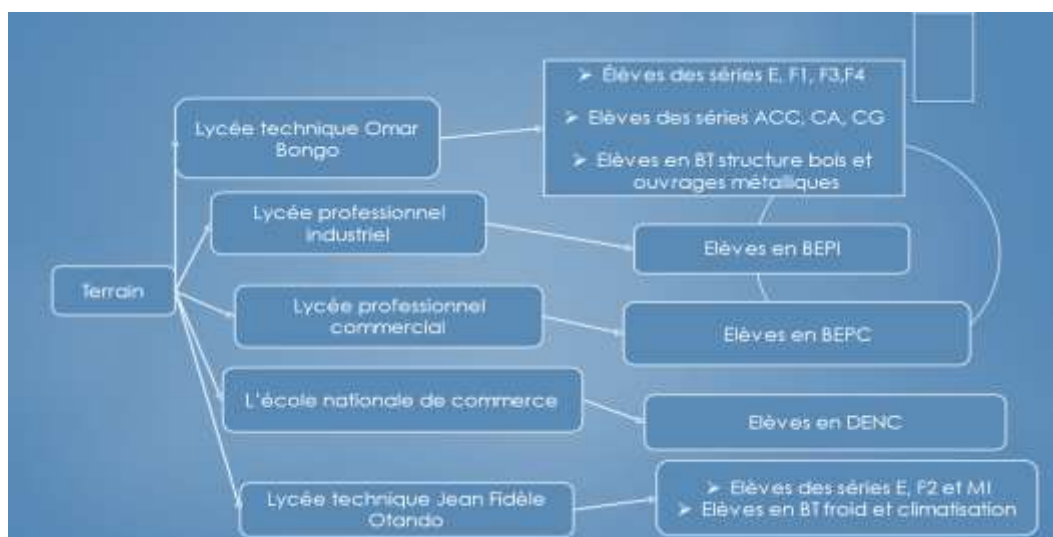 Lycée technique Omar
Bongo
➢ Élèves des séries E, F1, F3,F4
➢ Elèves des séries ACC, CA, CG
➢ Elèves en BT structure bois et
ouvrages métalliques
Lycée professionnel
industriel
Elèves en BEPI
Terrain
Lycée professionnel
commercial
Elèves en BEPC
L'école nationale de commerce
Elèves en DENC
Lycée technique Jean Fidèle
Otando
➢ Elèves des séries E, F2 et MI
➢ Elèves en BT froid et climatisation